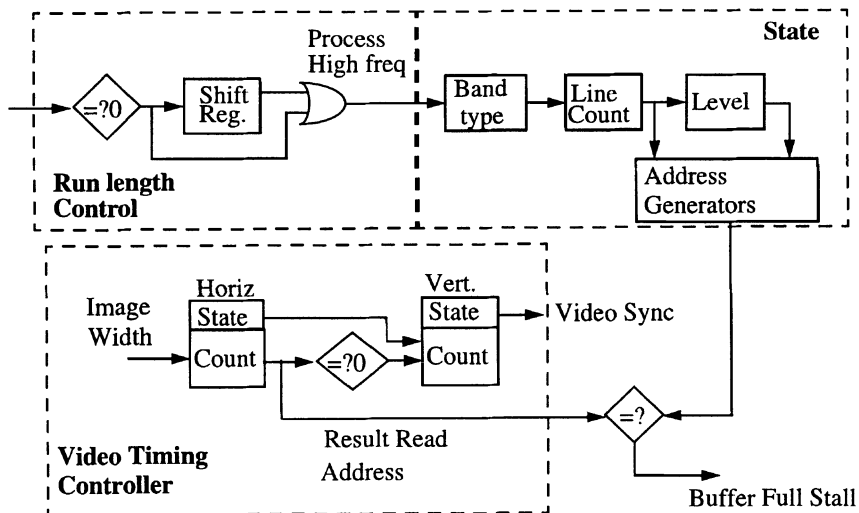 Process
High freq
State
=?0
Shift
Reg.
Band
type
Line
Count
Level
Run length
Control
Address
Generators
Horiz
Vert.
Image
Width
State
State
Video Sync
Count
=?0
Count
=?
Result Read
Address
Video Timing
Controller
Buffer Full Stall